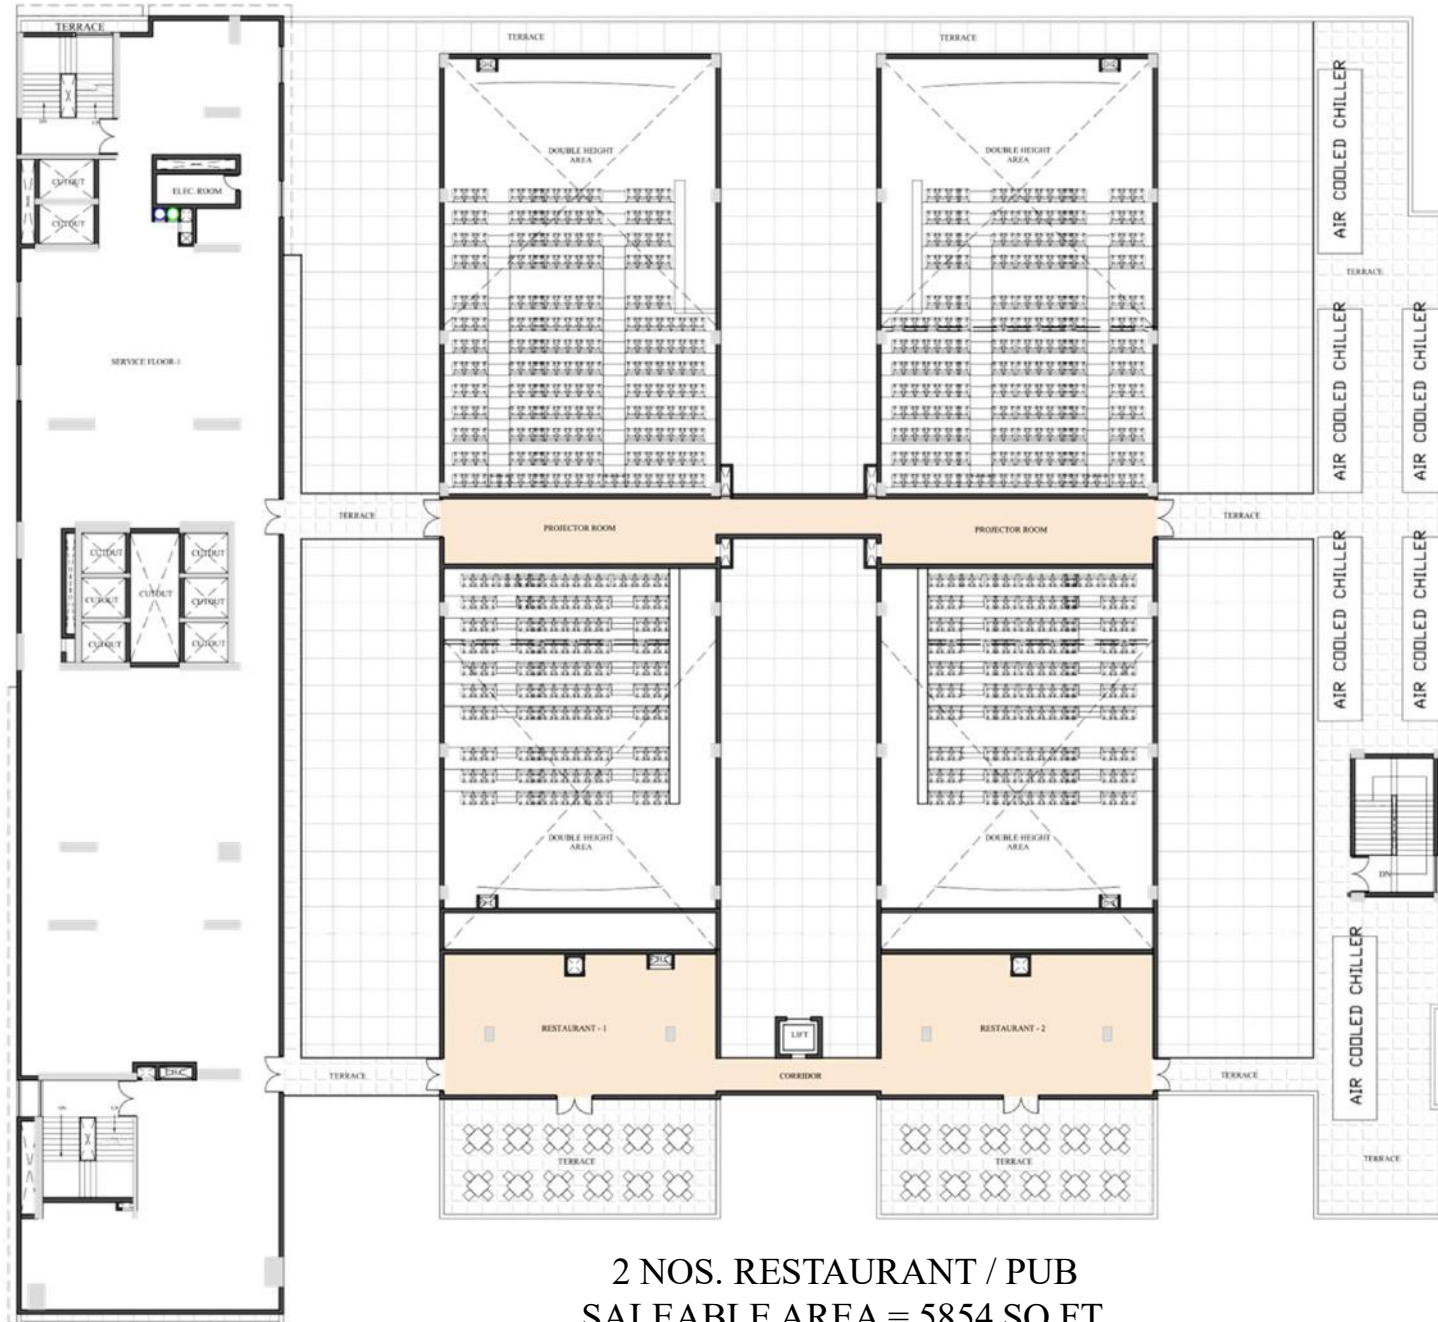 TERRACE
TERRACE
TERRACE
AIR COOLED CHILLER
DOUBLE HEIGHT
AREA
DOUBLE HEIGHT
AREA
CUTOUT
ELEC. ROOM
CUTOUT
TERRACE
SERVICE FLOOR-1
AIR COOLED CHILLER
AIR COOLED CHILLER
TERRACE
PROJECTOR ROOM
PROJECTOR ROOM
TERRACE
CUTOUT
CUTOUT
CUTOUT
CUTOUT
CUTOUT
CUTOUT
CUTOUT
AIR COOLED CHILLER
AIR COOLED CHILLER
DOUBLE HEIGHT
AREA
DOUBLE HEIGHT
AREA
DN
RESTAURANT - 1
LIFT
RESTAURANT - 2
AIR COOLED CHILLER
TERRACE
CORRIDOR
TERRACE
TERRACE
TERRACE
TERRACE
2 NOS. RESTAURANT / PUB
SALEABLE AREA = 5854 SQ.FT.